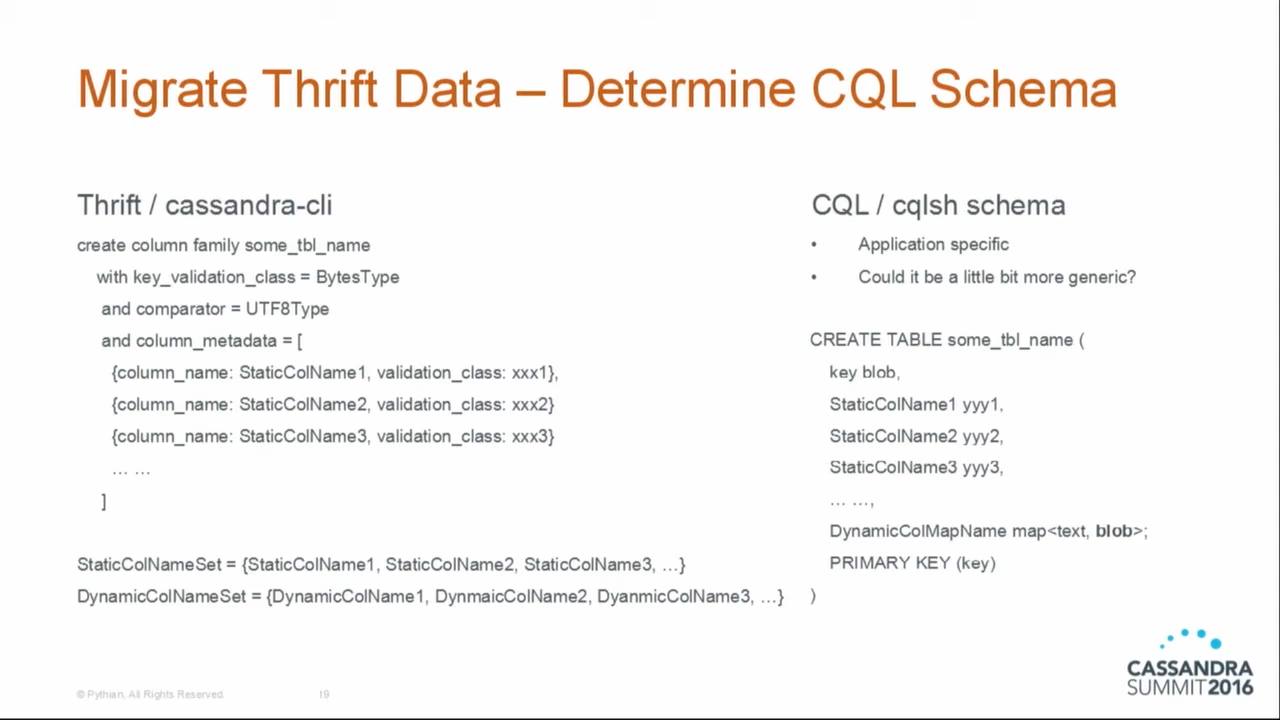 Migrate Thrift Data – Determine CQL Schema
Thrift / cassandra-cli
create column family some_tbl_name
with key_validation_class = BytesType
and comparator = UTF8Type
and column_metadata = [
{column_name: StaticColName1, validation_class: xxx1},
{column_name: StaticColName2, validation_class: xxx2}
{column_name: StaticColName3, validation_class: xxx3}
… …
]
StaticColNameSet = {StaticColName1, StaticColName2, StaticColName3, …}
DynamicColNameSet = {DynamicColName1, DynmaicColName2, DyanmicColName3, …}
CQL / cqlsh schema
• Application specific
• Could it be a little bit more generic?
CREATE TABLE some_tbl_name (
key blob,
StaticColName1 yyy1,
StaticColName2 yyy2,
StaticColName3 yyy3,
… …,
DynamicColMapName map<text, blob>;
PRIMARY KEY (key)
)
© Pythian, All Rights Reserved.
19
CASSANDRA
SUMMIT2016